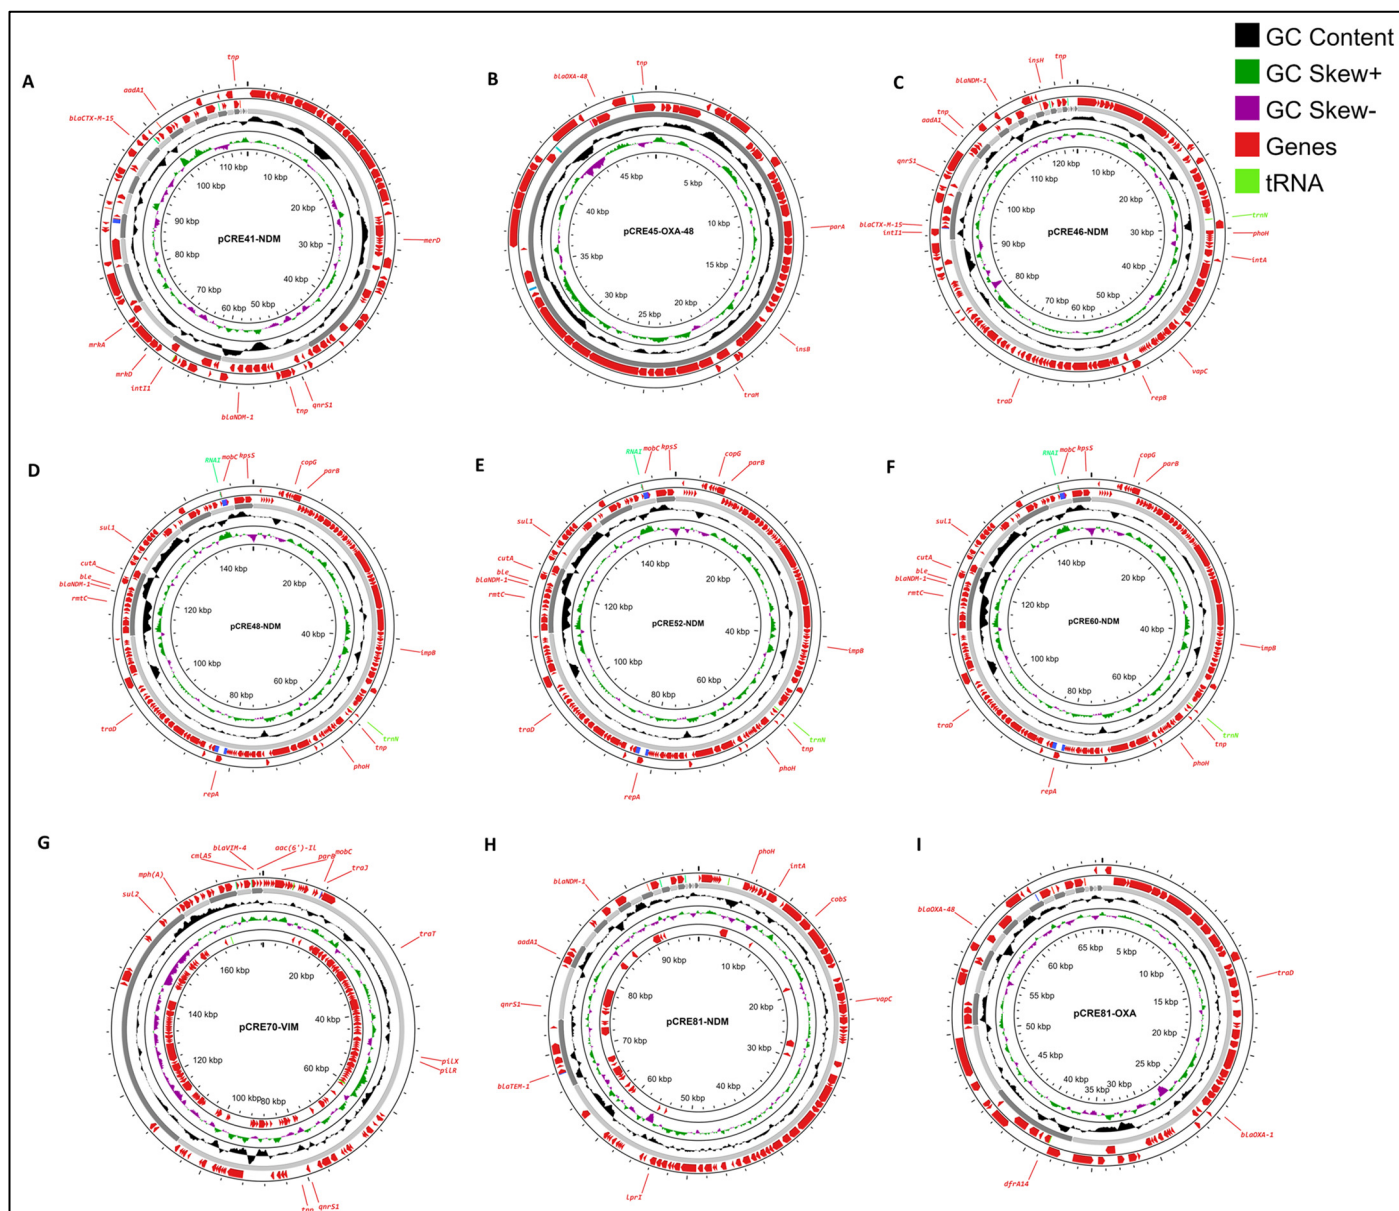 GC Content
GC Skew+
GC Skew-
Genes
tRNA
A
tnp
aadA1
blaCTX-M-15
merD
mrkA
mrkD
intI1
blaNDM-1
tnp
qnrS1
pCRE41-NDM
10 kbp
20 kbp
30 kbp
40 kbp
50 kbp
60 kbp
70 kbp
80 kbp
90 kbp
100 kbp
110 kbp
B
blaOXA-48
tnp
parA
insB
traM
pCRE45-OXA-48
5 kbp
10 kbp
15 kbp
20 kbp
25 kbp
30 kbp
35 kbp
40 kbp
45 kbp
C
insH
tnp
blaNDM-1
tnp
aadA1
qnrS1
blaCTX-M-15
intI1
trnN
phoH
intA
vapC
repB
traD
pCRE46-NDM
10 kbp
20 kbp
30 kbp
40 kbp
50 kbp
60 kbp
70 kbp
80 kbp
90 kbp
100 kbp
110 kbp
120 kbp
D
RNAI
mobC
kpsS
copG
parB
sul1
cutA
ble
blaNDM-1
rmtC
impB
trnN
tnp
phoH
repA
traD
pCRE48-NDM
20 kbp
40 kbp
60 kbp
80 kbp
100 kbp
120 kbp
140 kbp
E
RNAI
mobC
kpsS
copG
parB
sul1
cutA
ble
blaNDM-1
rmtC
impB
trnN
tnp
phoH
repA
traD
pCRE52-NDM
20 kbp
40 kbp
60 kbp
80 kbp
100 kbp
120 kbp
140 kbp
F
RNAI
mobC
kpsS
copG
parB
sul1
cutA
ble
blaNDM-1
rmtC
impB
trnN
tnp
phoH
repA
traD
pCRE60-NDM
20 kbp
40 kbp
60 kbp
80 kbp
100 kbp
120 kbp
140 kbp
G
blaVIM-4
aac(6')-Il
cmlA5
parB
mobC
traJ
mph(A)
sul2
traT
pilX
pilR
tnp
qnrS1
pCRE70-VIM
20 kbp
40 kbp
60 kbp
80 kbp
100 kbp
120 kbp
140 kbp
160 kbp
H
phoH
intA
cobS
blaNDM-1
aadA1
qnrS1
blaTEM-1
vapC
lprI
pCRE81-NDM
10 kbp
20 kbp
30 kbp
40 kbp
50 kbp
60 kbp
70 kbp
80 kbp
90 kbp
I
blaOXA-48
traD
blaOXA-1
dfrA14
pCRE81-OXA
5 kbp
10 kbp
15 kbp
20 kbp
25 kbp
30 kbp
35 kbp
40 kbp
45 kbp
50 kbp
55 kbp
60 kbp
65 kbp